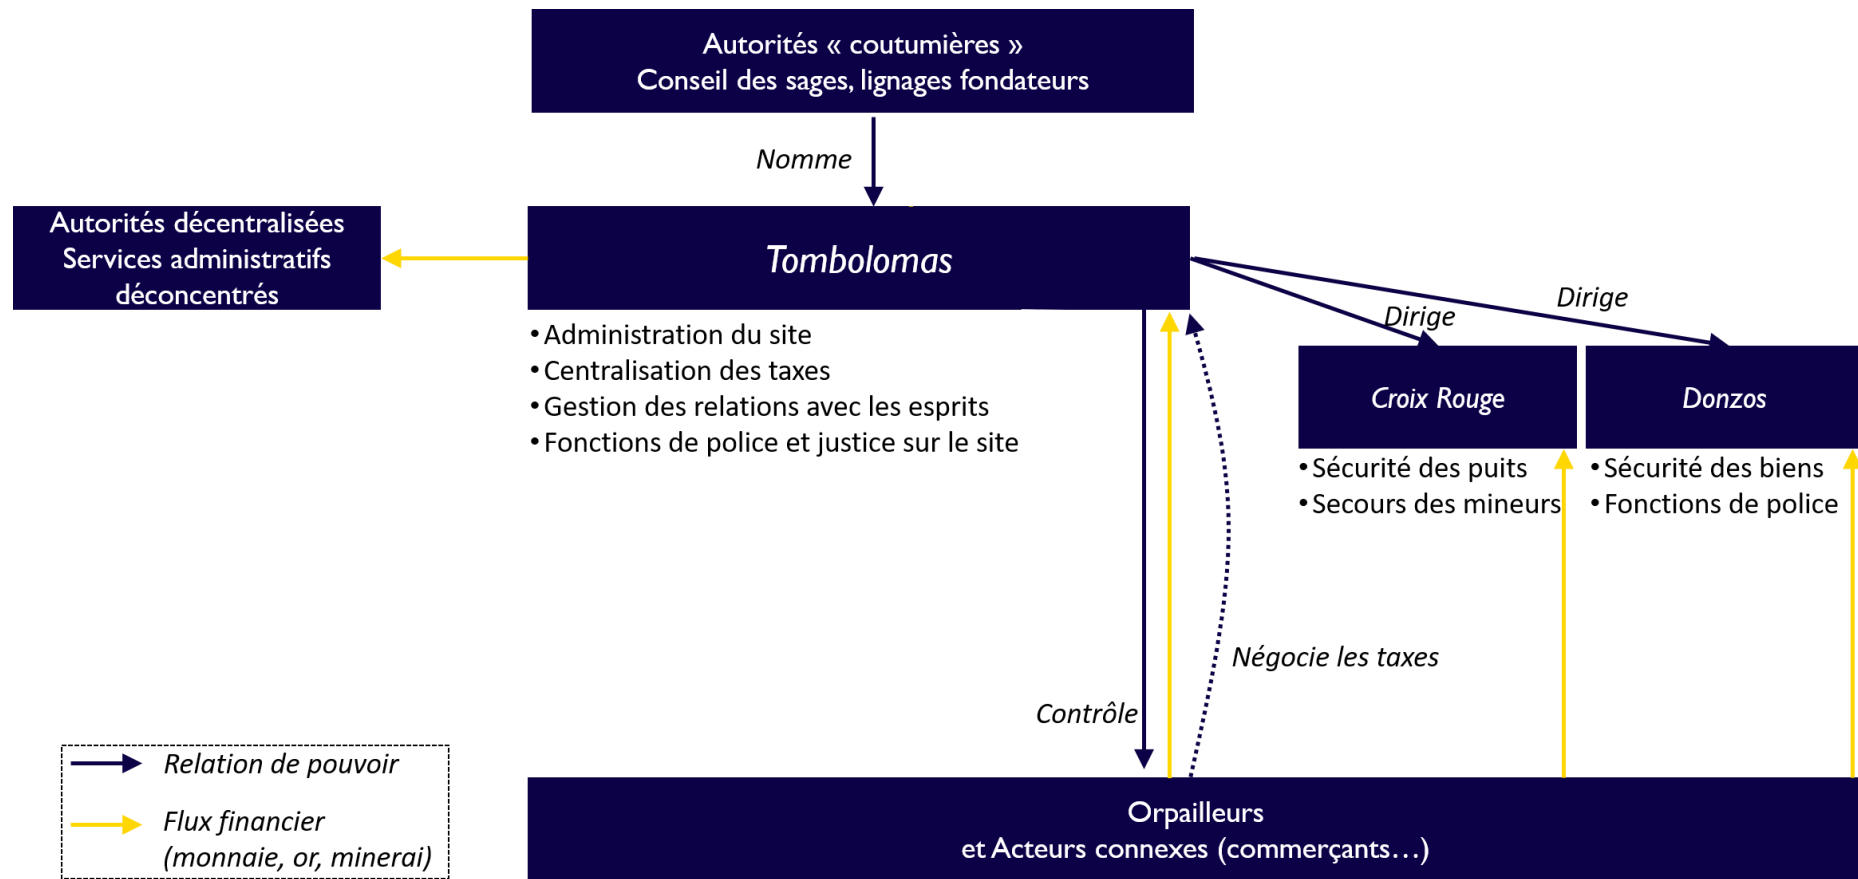 Autorités « coutumières »
Conseil des sages, lignages fondateurs
Nomme
Autorités décentralisées
Services administratifs
déconcentrés
Tombolomas
Dirige
Dirige
• Administration du site
• Centralisation des taxes
• Gestion des relations avec les esprits
• Fonctions de police et justice sur le site
Croix Rouge
Donzos
• Sécurité des puits
• Secours des mineurs
• Sécurité des biens
• Fonctions de police
Négocie les taxes
Contrôle
Relation de pouvoir
Flux financier
(monnaie, or, minerai)
Orpailleurs
et Acteurs connexes (commerçants…)